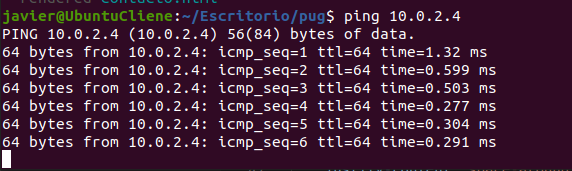 javier@UbuntuCliene:~/Escritorio/pug$ ping 10.0.2.4
PING 10.0.2.4 (10.0.2.4) 56(84) bytes of data.
64 bytes from 10.0.2.4: icmp_seq=1 ttl=64 time=1.32 ms
64 bytes from 10.0.2.4: icmp_seq=2 ttl=64 time=0.599 ms
64 bytes from 10.0.2.4: icmp_seq=3 ttl=64 time=0.503 ms
64 bytes from 10.0.2.4: icmp_seq=4 ttl=64 time=0.277 ms
64 bytes from 10.0.2.4: icmp_seq=5 ttl=64 time=0.304 ms
64 bytes from 10.0.2.4: icmp_seq=6 ttl=64 time=0.291 ms